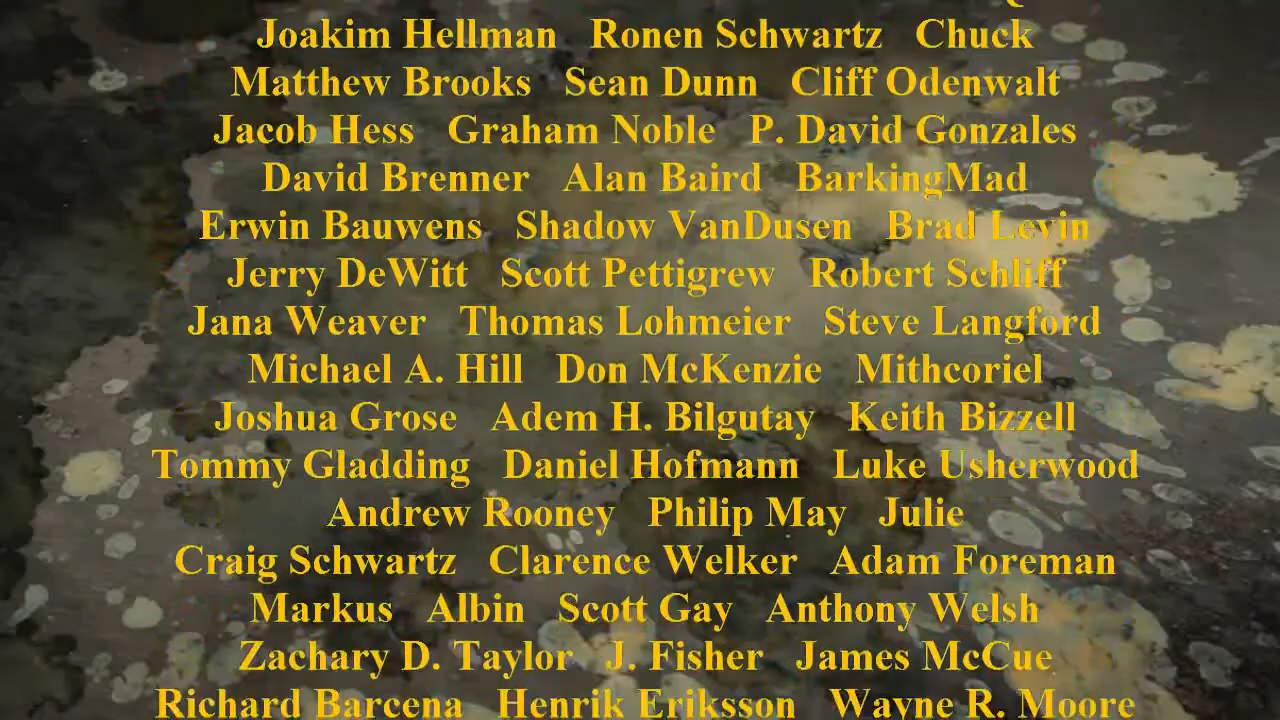 Joakim Hellman Ronen Schwartz Chuck
Matthew Brooks Sean Dunn Cliff Odenwalt
Jacob Hess Graham Noble P. David Gonzales
David Brenner Alan Baird BarkingMad
Erwin Bauwens Shadow VanDusen Brad Levin
Jerry DeWitt Scott Pettigrew Robert Schliff
Jana Weaver Thomas Lohmeier Steve Langford
Michael A. Hill Don McKenzie Mithcoriel
Joshua Grose Adem H. Bilgutay Keith Bizzell
Tommy Gladding Daniel Hofmann Luke Usherwood
Andrew Rooney Philip May Julie
Craig Schwartz Clarence Welker Adam Foreman
Markus Albin Scott Gay Anthony Welsh
Zachary D. Taylor J. Fisher James McCue
Richard Barcena Henrik Eriksson Wayne R. Moore